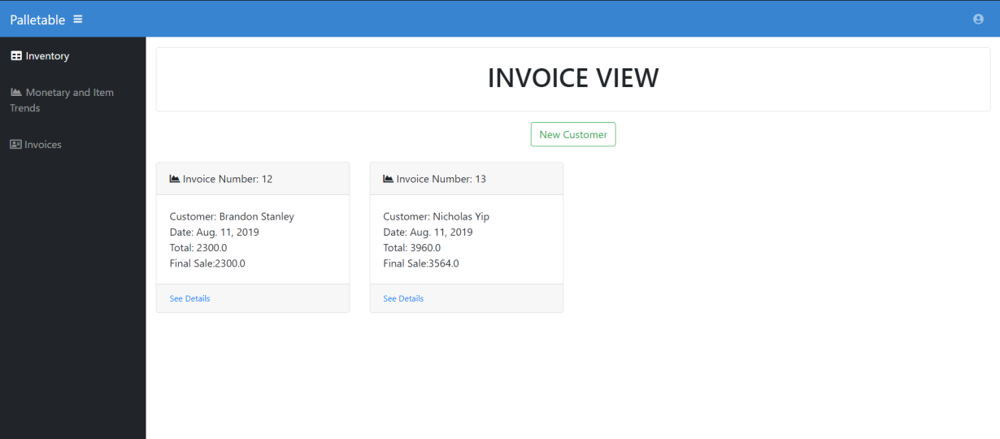 Palletable
Inventory
Monetary and Item
Trends
Invoices
INVOICE VIEW
New Customer
Invoice Number: 12
Customer: Brandon Stanley
Date: Aug. 11, 2019
Total: 2300.0
Final Sale:2300.0
See Details
Invoice Number: 13
Customer: Nicholas Yip
Date: Aug. 11, 2019
Total: 3960.0
Final Sale:3564.0
See Details